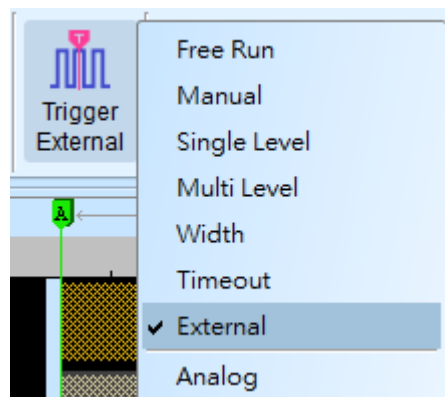 T
Trigger
External
A
Free Run
Manual
Single Level
Multi Level
Width
Timeout
External
Analog